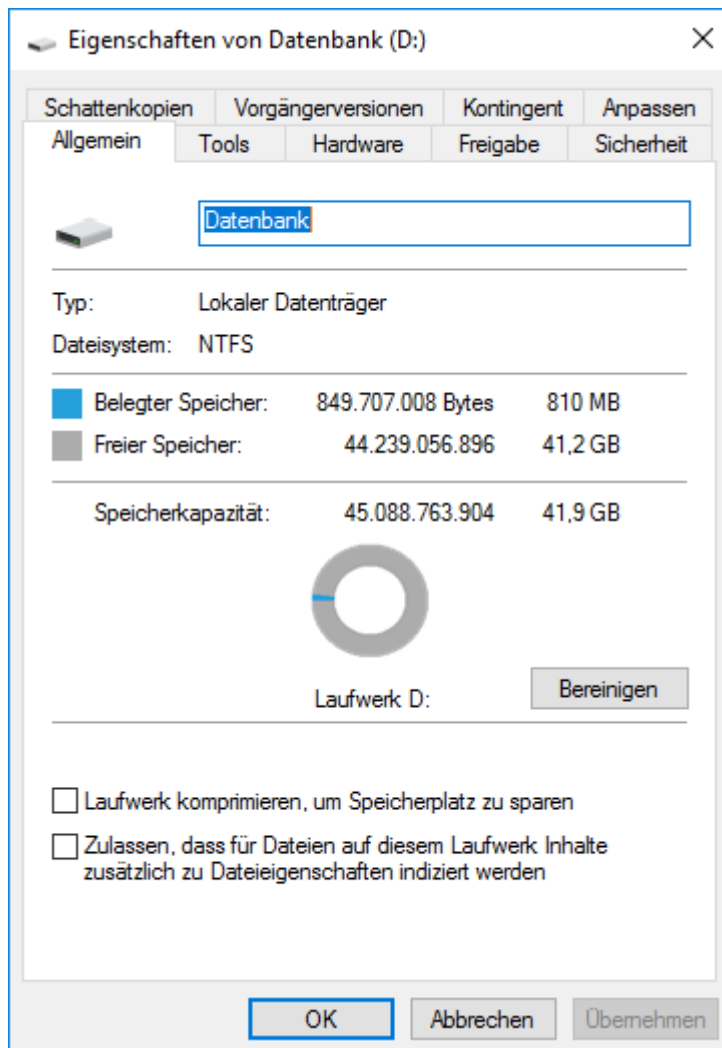 Eigenschaften von Datenbank (D:)
Schattenkopien Vorgängerversionen Kontingent Anpassen
Allgemein Tools Hardware Freigabe Sicherheit
Datenbank
Typ: Lokaler Datenträger
Dateisystem: NTFS
Belegter Speicher: 849.707.008 Bytes 810 MB
Freier Speicher: 44.239.056.896 41,2 GB
Speicherkapazität: 45.088.763.904 41,9 GB
Laufwerk D:
Bereinigen
Laufwerk komprimieren, um Speicherplatz zu sparen
Zulassen, dass für Dateien auf diesem Laufwerk Inhalte
zusätzlich zu Dateieigenschaften indiziert werden
OK Abbrechen Übernehmen